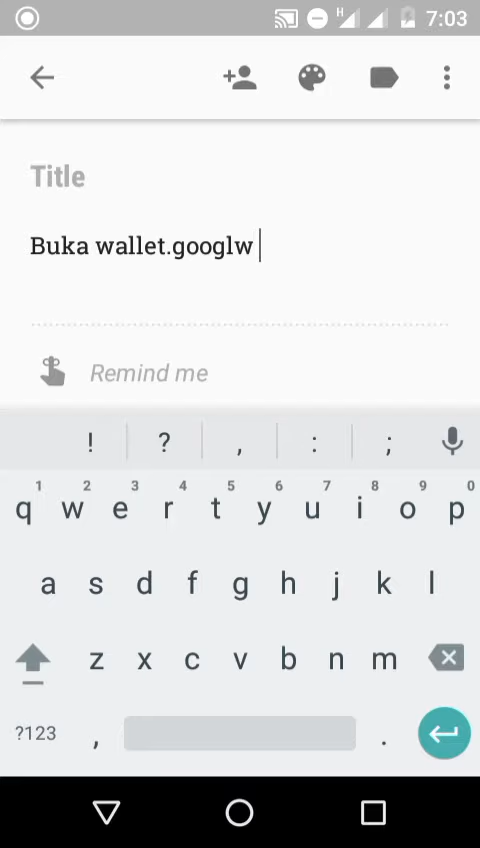 H 7:03
Title
Buka wallet.googlw
Remind me
! ? , : ;
1 2 3 4 5 6 7 8 9 0
q w e r t y u i o p
a s d f g h j k l
z x c v b n m
?123 , .